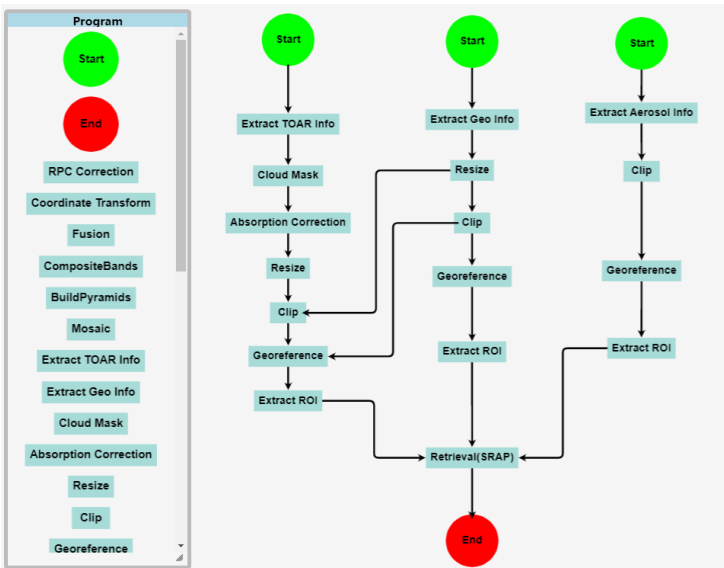 Program
Start
End
RPC Correction
Coordinate Transform
Fusion
CompositeBands
BuildPyramids
Mosaic
Extract TOAR Info
Extract Geo Info
Cloud Mask
Absorption Correction
Resize
Clip
Georeference
Start
Extract TOAR Info
Cloud Mask
Absorption Correction
Resize
Clip
Georeference
Extract ROI
Start
Extract Geo Info
Resize
Clip
Georeference
Extract ROI
Retrieval(SRAP)
End
Start
Extract Aerosol Info
Clip
Georeference
Extract ROI